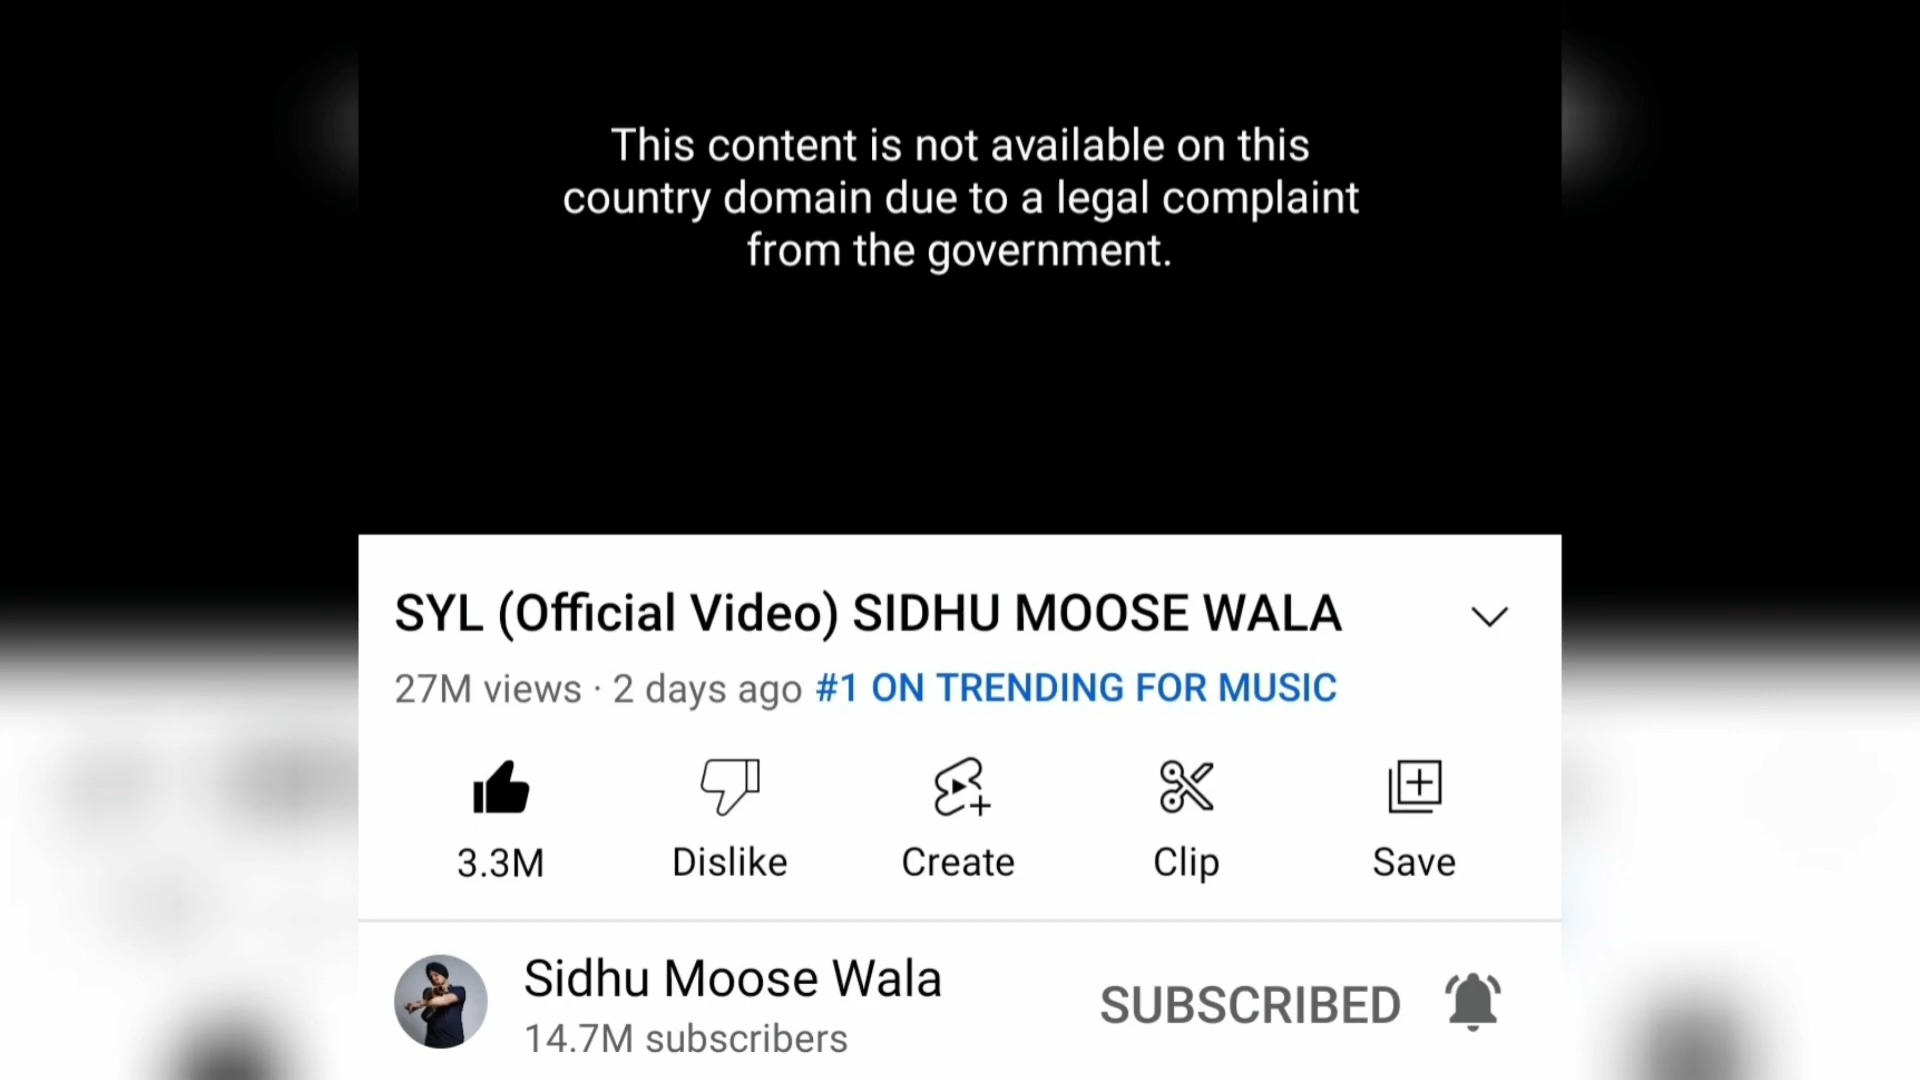 This content is not available on this
country domain due to a legal complaint
from the government.
SYL (Official Video) SIDHU MOOSE WALA
27M views · 2 days ago #1 ON TRENDING FOR MUSIC
3.3M Dislike Create Clip Save
Sidhu Moose Wala
14.7M subscribers
SUBSCRIBED